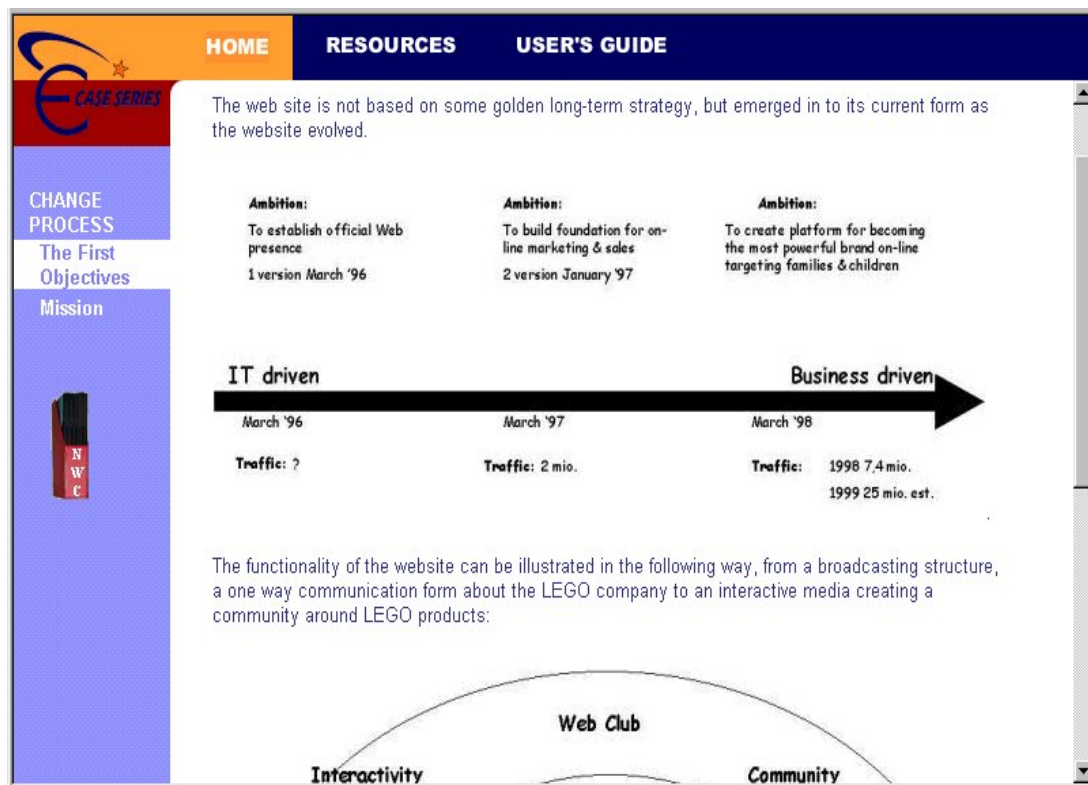 HOME RESOURCES USER'S GUIDE
CASE SERIES
CHANGE
PROCESS
The First
Objectives
Mission
N
W
C
The web site is not based on some golden long-term strategy, but emerged in to its current form as
the website evolved.
Ambition:
To establish official Web
presence
1 version March '96
Ambition:
To build foundation for on-
line marketing & sales
2 version January '97
Ambition:
To create platform for becoming
the most powerful brand on-line
targeting families & children
IT driven
Business driven
March '96
March '97
March '98
Traffic: ?
Traffic: 2 mio.
Traffic: 1998 7,4 mio.
1999 25 mio. est.
The functionality of the website can be illustrated in the following way, from a broadcasting structure,
a one way communication form about the LEGO company to an interactive media creating a
community around LEGO products:
Web Club
Interactivity
Community